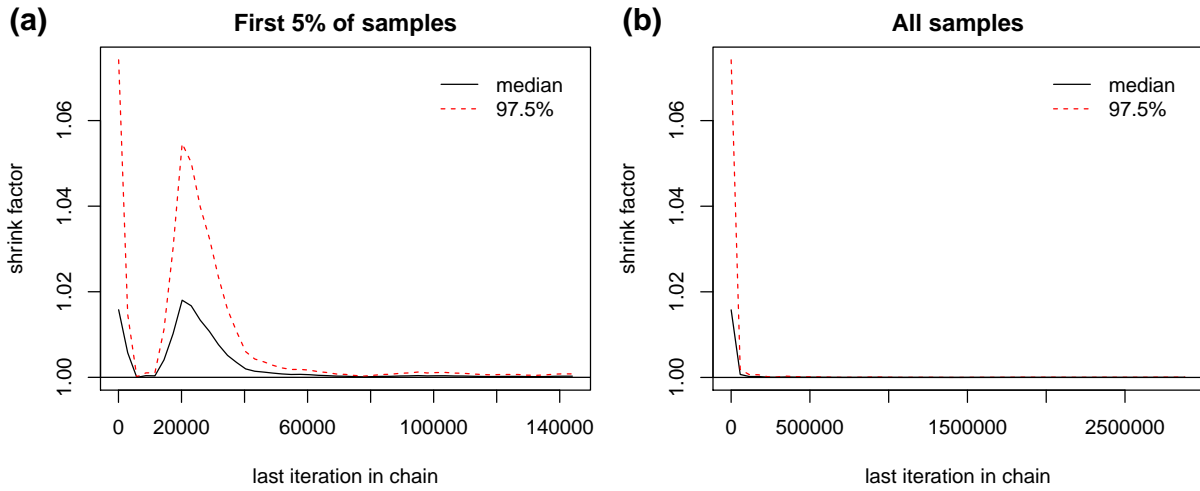 (a)
First 5% of samples
median
97.5%
shrink factor
1.00
1.02
1.04
1.06
0
20000
60000
100000
140000
last iteration in chain
(b)
All samples
median
97.5%
shrink factor
1.00
1.02
1.04
1.06
0
500000
1500000
2500000
last iteration in chain